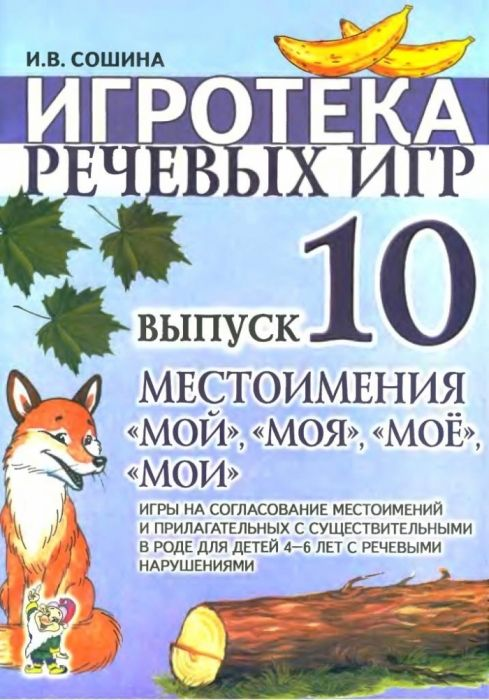 И.В. СОШИНА
ИГРОТЕКА
РЕЧЕВЫХ ИГР
ВЫПУСК 10
МЕСТОИМЕНИЯ
«МОЙ», «МОЯ», «МОЁ»,
«МОИ»
ИГРЫ НА СОГЛАСОВАНИЕ МЕСТОИМЕНИЙ
И ПРИЛАГАТЕЛЬНЫХ С СУЩЕСТВИТЕЛЬНЫМИ
В РОДЕ ДЛЯ ДЕТЕЙ 4–6 ЛЕТ С РЕЧЕВЫМИ
НАРУШЕНИЯМИ